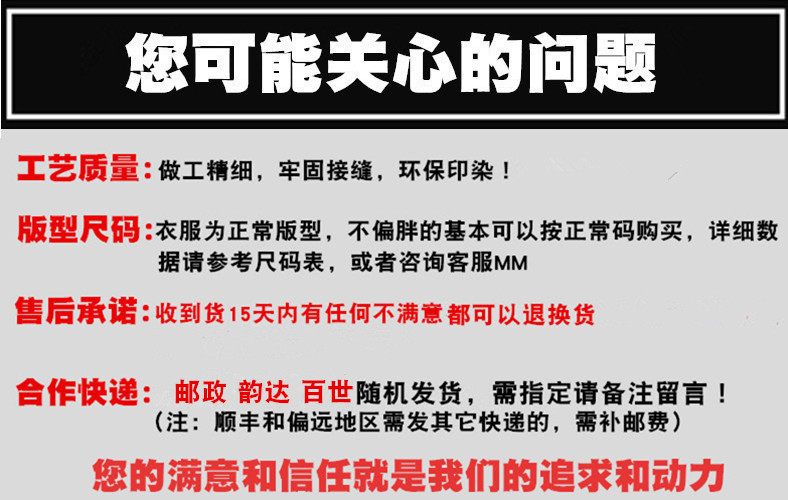 您可能关心的问题
工艺质量：做工精细，牢固接缝，环保印染！
版型尺码：衣服为正常版型，不偏胖的基本可以按正常码购买，详细数
据请参考尺码表，或者咨询客服MM
售后承诺：收到货15天内有任何不满意都可以退换货
合作快递：邮政 韵达 百世随机发货，需指定请备注留言！
（注：顺丰和偏远地区需发其它快递的，需补邮费）
您的满意和信任就是我们的追求和动力